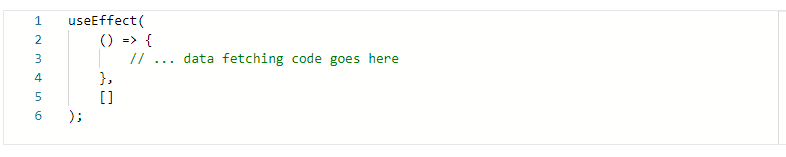 1 useEffect(
2     () => {
3         // ... data fetching code goes here
4     },
5     []
6 );